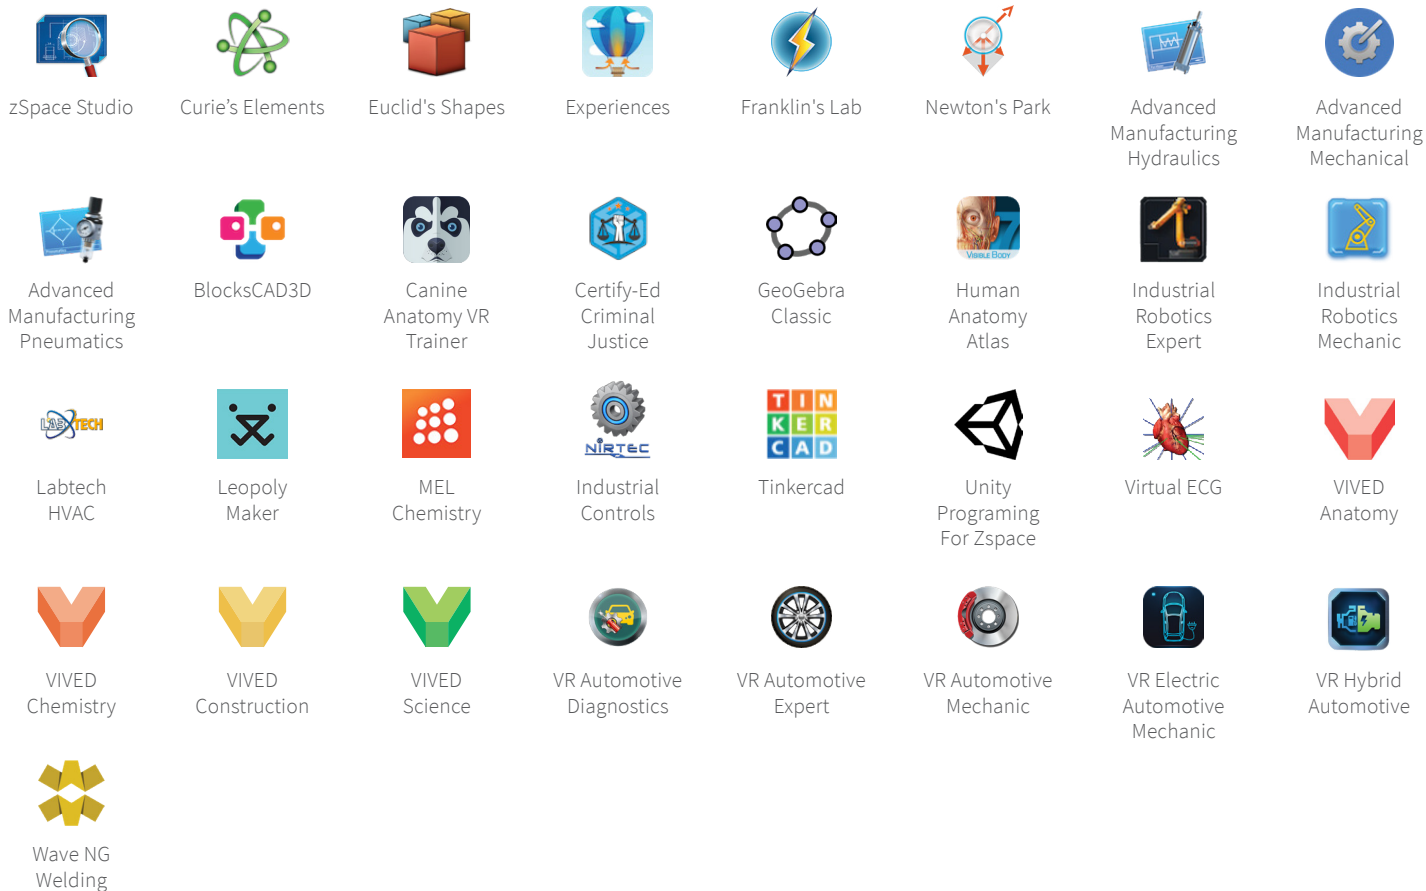 zSpace Studio
Curie’s Elements
Euclid's Shapes
Experiences
Franklin's Lab
Newton's Park
Advanced
Manufacturing
Hydraulics
Advanced
Manufacturing
Mechanical
VISIBLE BODY
7
Advanced
Manufacturing
Pneumatics
BlocksCAD3D
Canine
Anatomy VR
Trainer
Certify-Ed
Criminal
Justice
GeoGebra
Classic
Human
Anatomy
Atlas
Industrial
Robotics
Expert
Industrial
Robotics
Mechanic
LABXTECH
NIRTEC
TIN
KER
CAD
Labtech
HVAC
Leopoly
Maker
MEL
Chemistry
Industrial
Controls
Tinkercad
Unity
Programing
For Zspace
Virtual ECG
VIVED
Anatomy
VIVED
Chemistry
VIVED
Construction
VIVED
Science
VR Automotive
Diagnostics
VR Automotive
Expert
VR Automotive
Mechanic
VR Electric
Automotive
Mechanic
VR Hybrid
Automotive
Wave NG
Welding